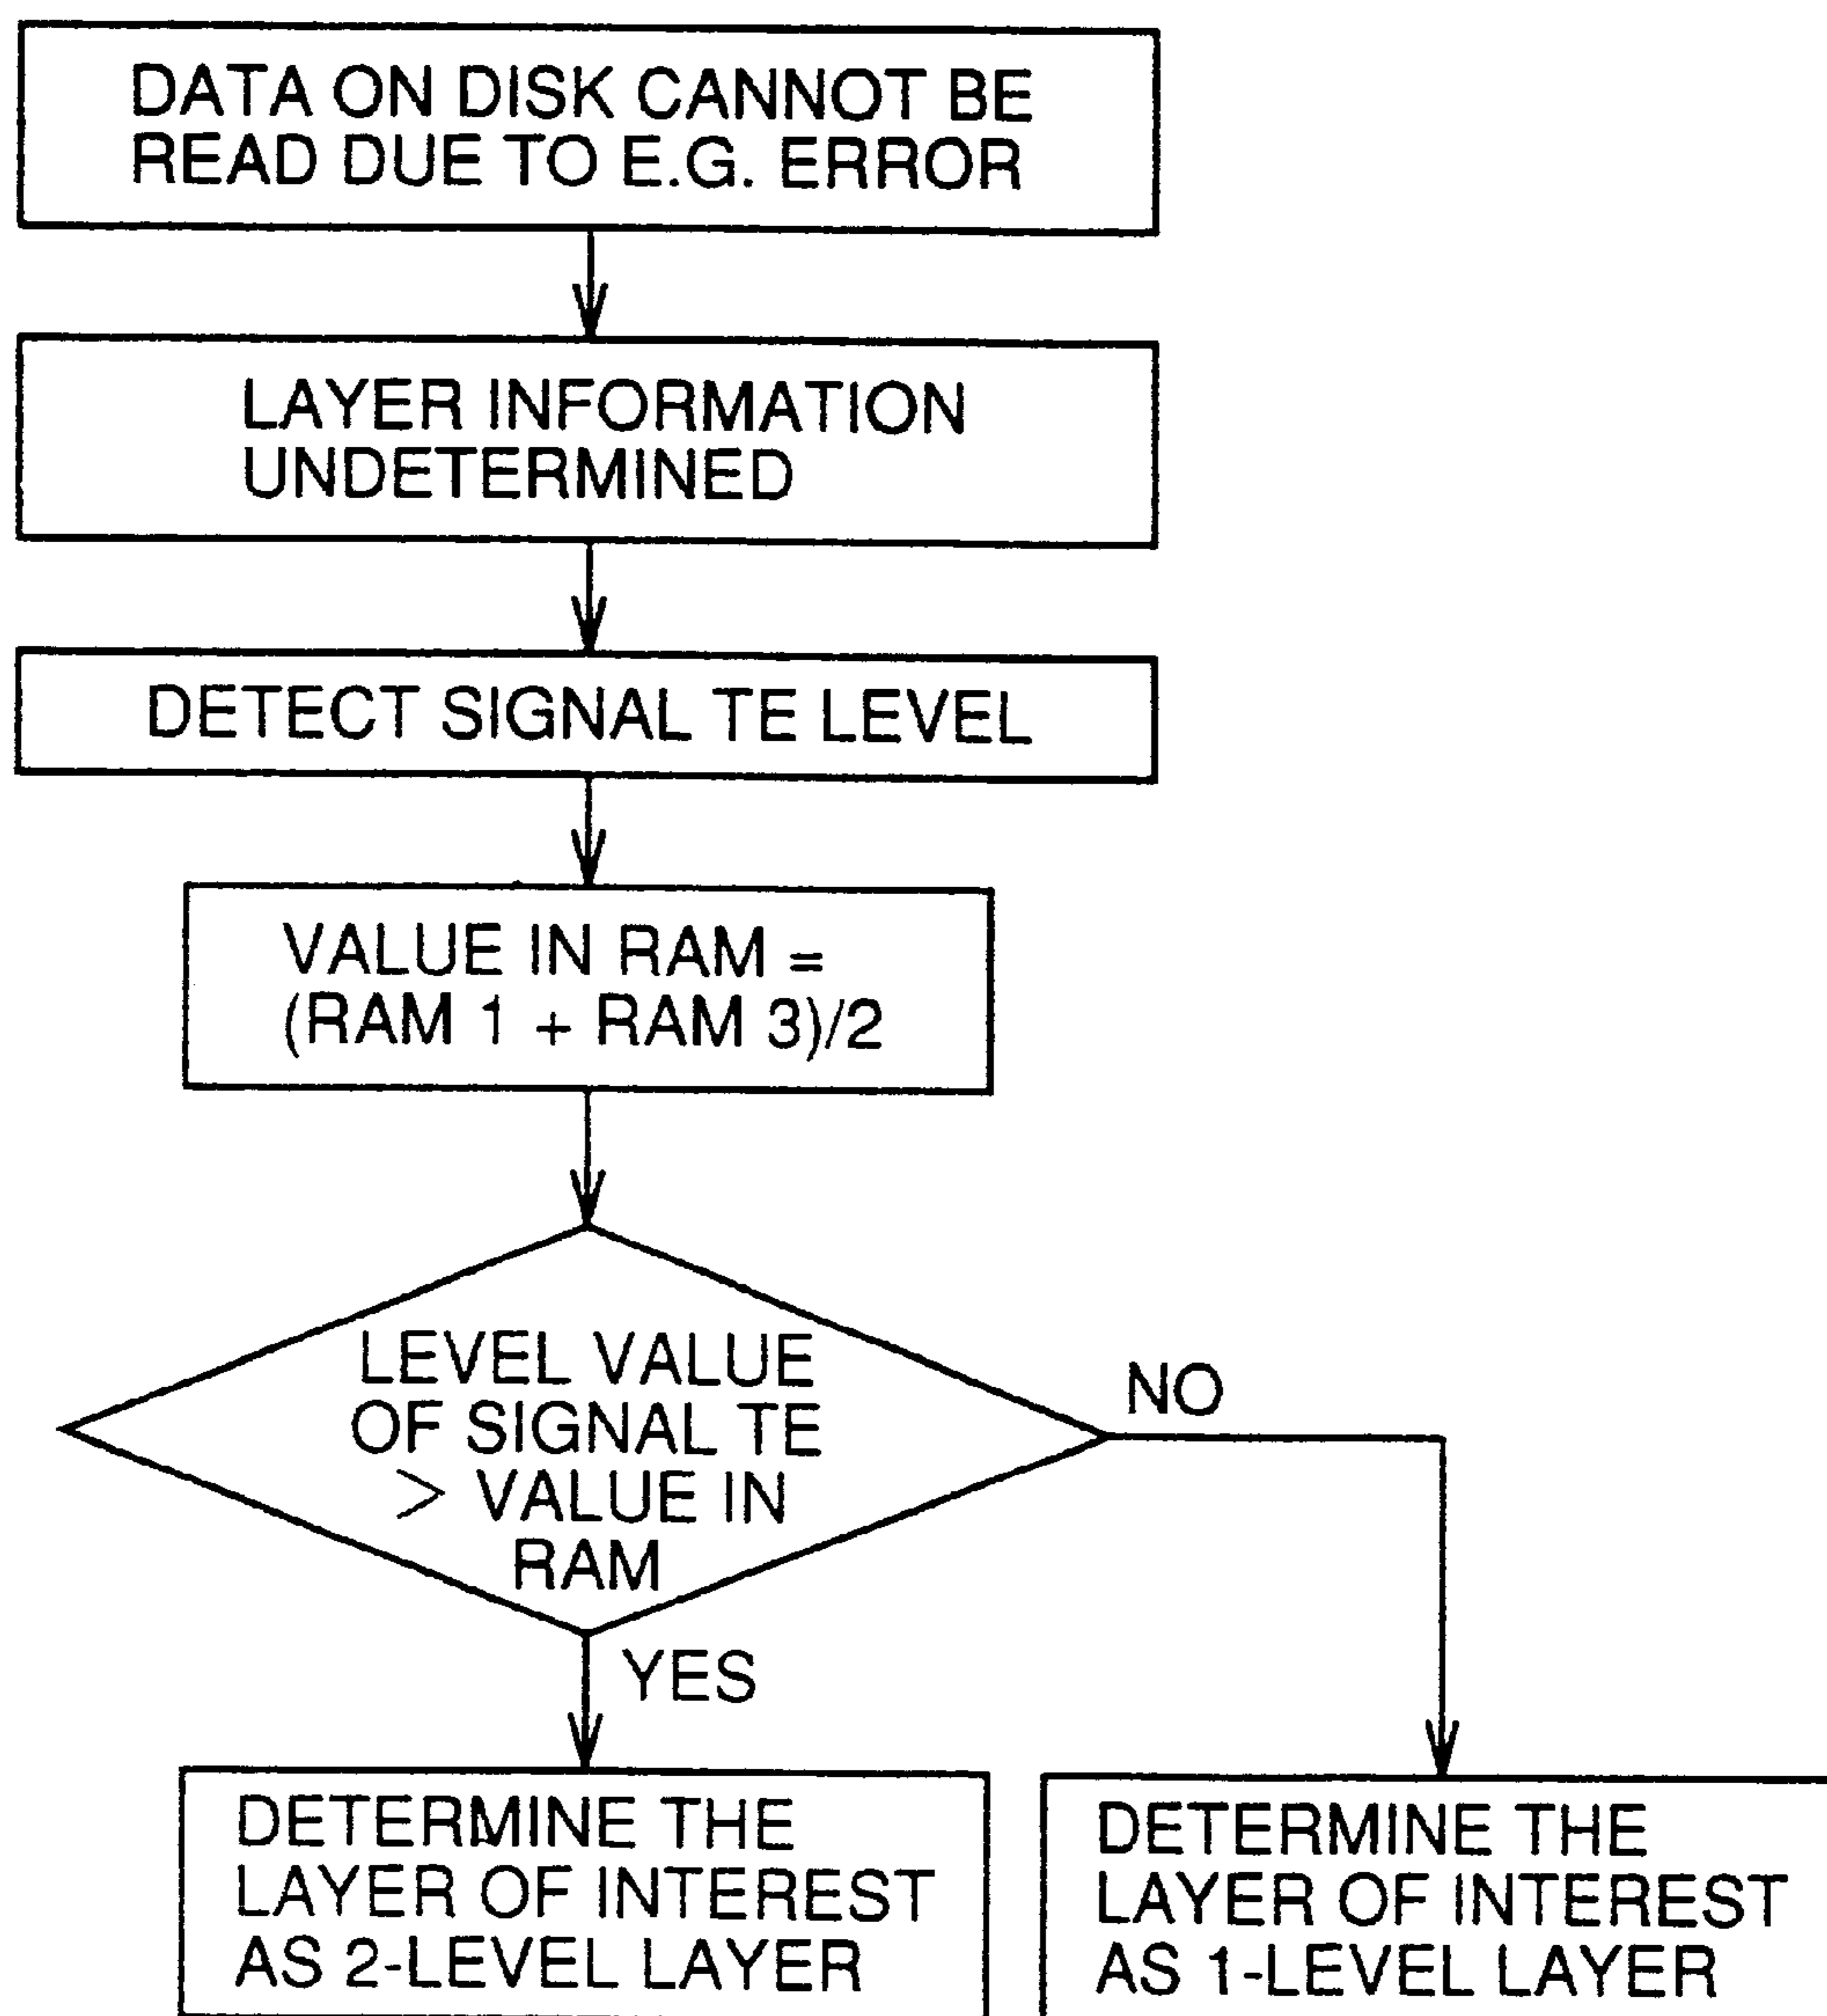 DATA ON DISK CANNOT BE
READ DUE TO E.G. ERROR
LAYER INFORMATION
UNDETERMINED
DETECT SIGNAL TE LEVEL
VALUE IN RAM =
(RAM 1 + RAM 3)/2
LEVEL VALUE
OF SIGNAL TE
> VALUE IN
RAM
NO
YES
DETERMINE THE
LAYER OF INTEREST
AS 2-LEVEL LAYER
DETERMINE THE
LAYER OF INTEREST
AS 1-LEVEL LAYER